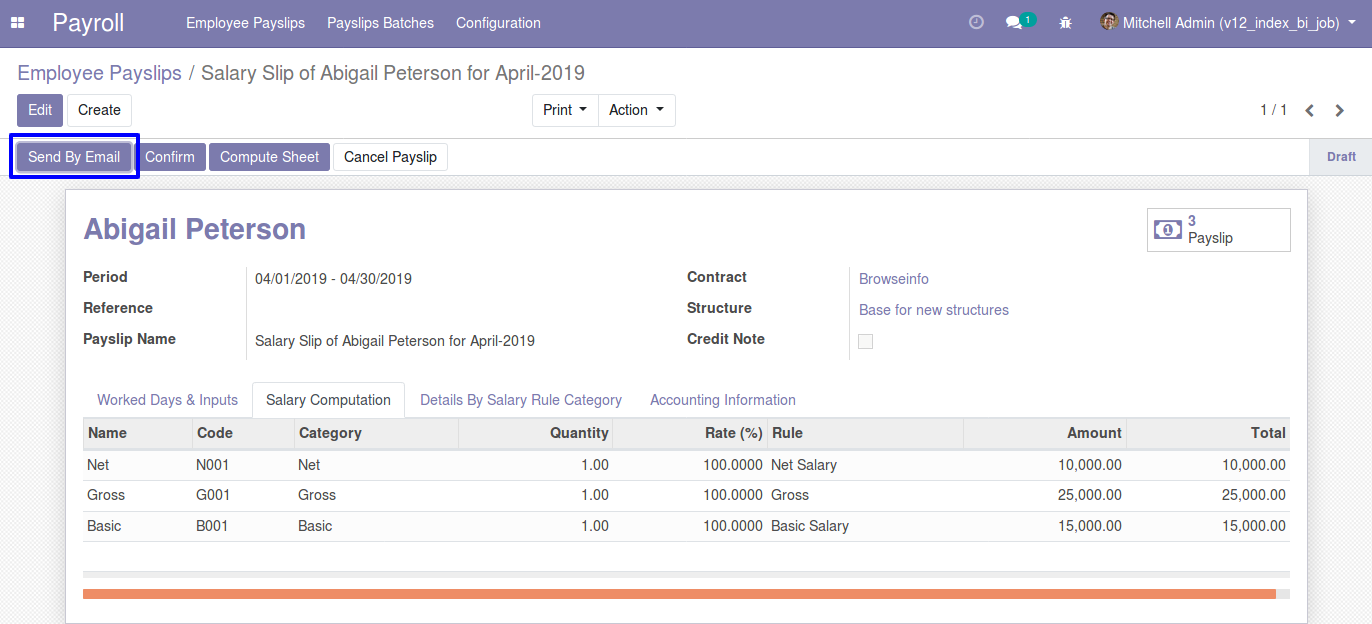 Payroll Employee Payslips Payslips Batches Configuration 1 Mitchell Admin (v12_index_bi_job)
Employee Payslips / Salary Slip of Abigail Peterson for April-2019
Edit Create Print Action 1 / 1
Send By Email Confirm Compute Sheet Cancel Payslip Draft
Abigail Peterson
3
Payslip
Period 04/01/2019 - 04/30/2019 Contract Browseinfo
Reference Structure Base for new structures
Payslip Name Salary Slip of Abigail Peterson for April-2019 Credit Note
Worked Days & Inputs Salary Computation Details By Salary Rule Category Accounting Information
Name Code Category Quantity Rate (%) Rule Amount Total
Net N001 Net 1.00 100.0000 Net Salary 10,000.00 10,000.00
Gross G001 Gross 1.00 100.0000 Gross 25,000.00 25,000.00
Basic B001 Basic 1.00 100.0000 Basic Salary 15,000.00 15,000.00